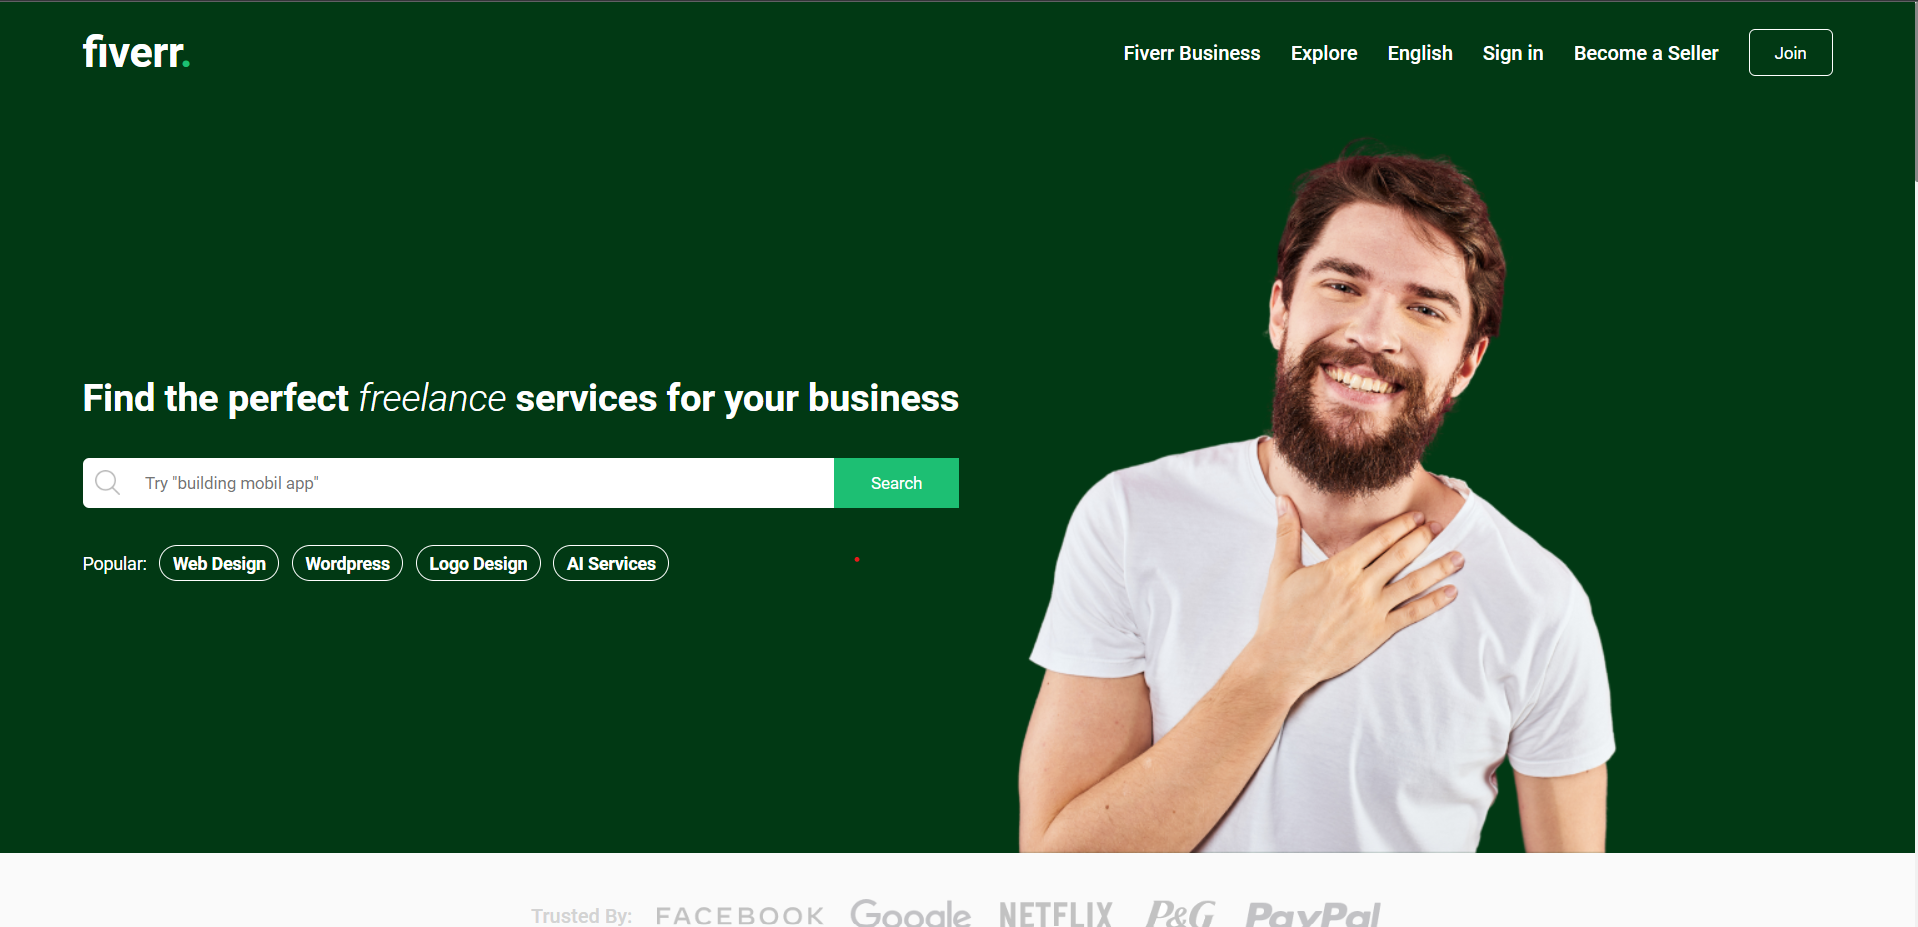 fiverr.
Fiverr Business Explore English Sign in Become a Seller Join
Find the perfect freelance services for your business
Try "building mobil app" Search
Popular: Web Design Wordpress Logo Design AI Services
Trusted By: FACEBOOK Google NETFLIX P&G PayPal